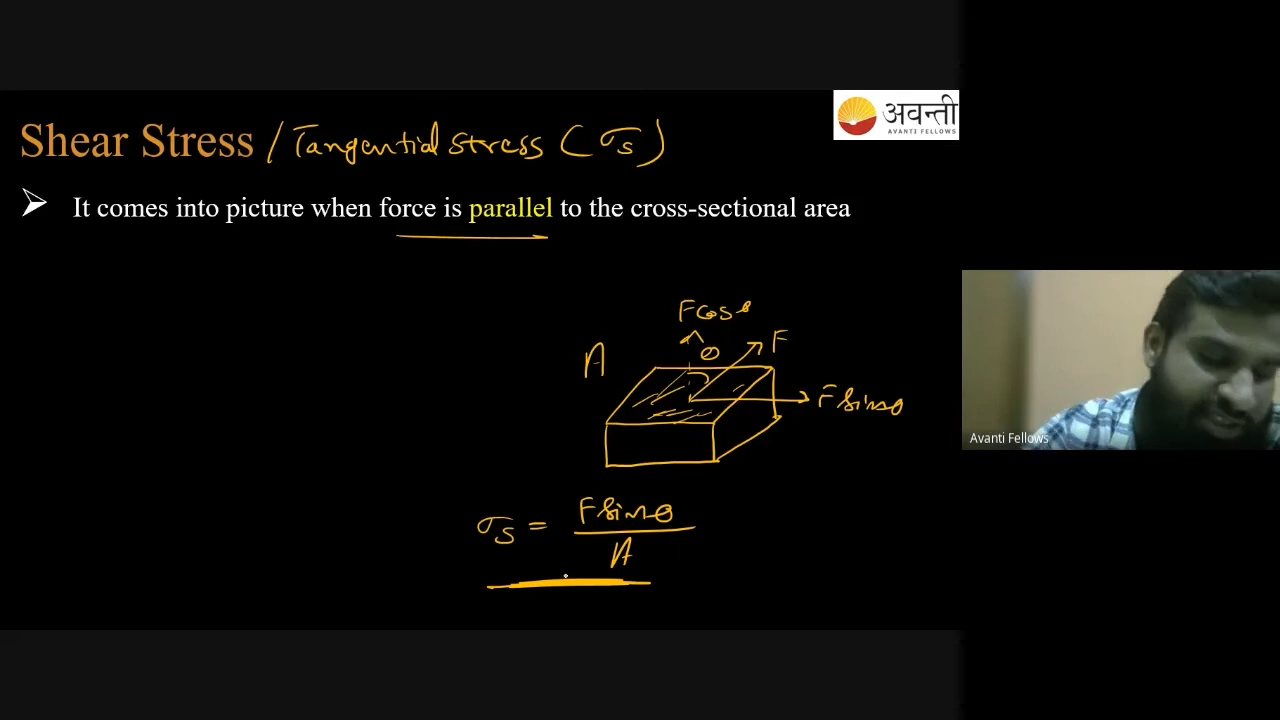 अवन्ती
AVANTI FELLOWS
Shear Stress / Tangential stress (σs)
➤ It comes into picture when force is parallel to the cross-sectional area
Fcosθ
θ
F
A
Fsinθ
σs = Fsinθ
A
Avanti Fellows